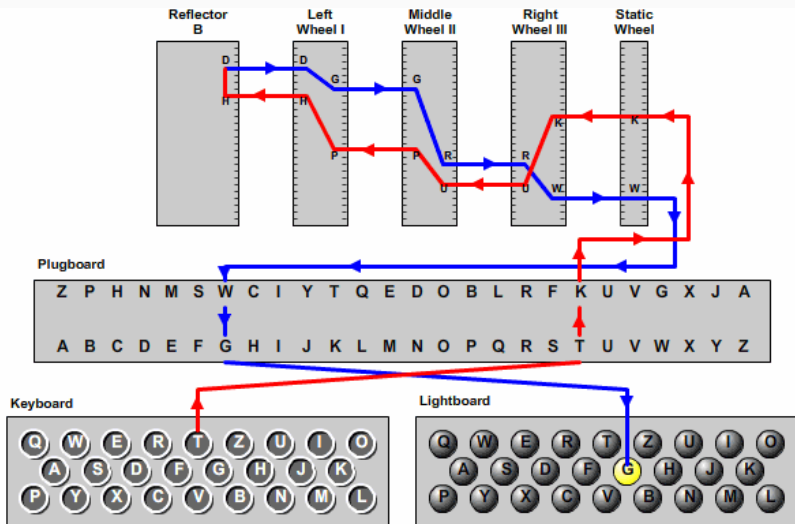 Reflector B
Left Wheel I
Middle Wheel II
Right Wheel III
Static Wheel
D D
G G
H H
K K
P P
R R
U U
W W
Plugboard
Z P H N M S W C I Y T Q E D O B L R F K U V G X J A
A B C D E F G H I J K L M N O P Q R S T U V W X Y Z
Keyboard
Q W E R T Z U I O
A S D F G H J K
P Y X C V B N M L
Lightboard
Q W E R T Z U I O
A S D F G H J K
P Y X C V B N M L